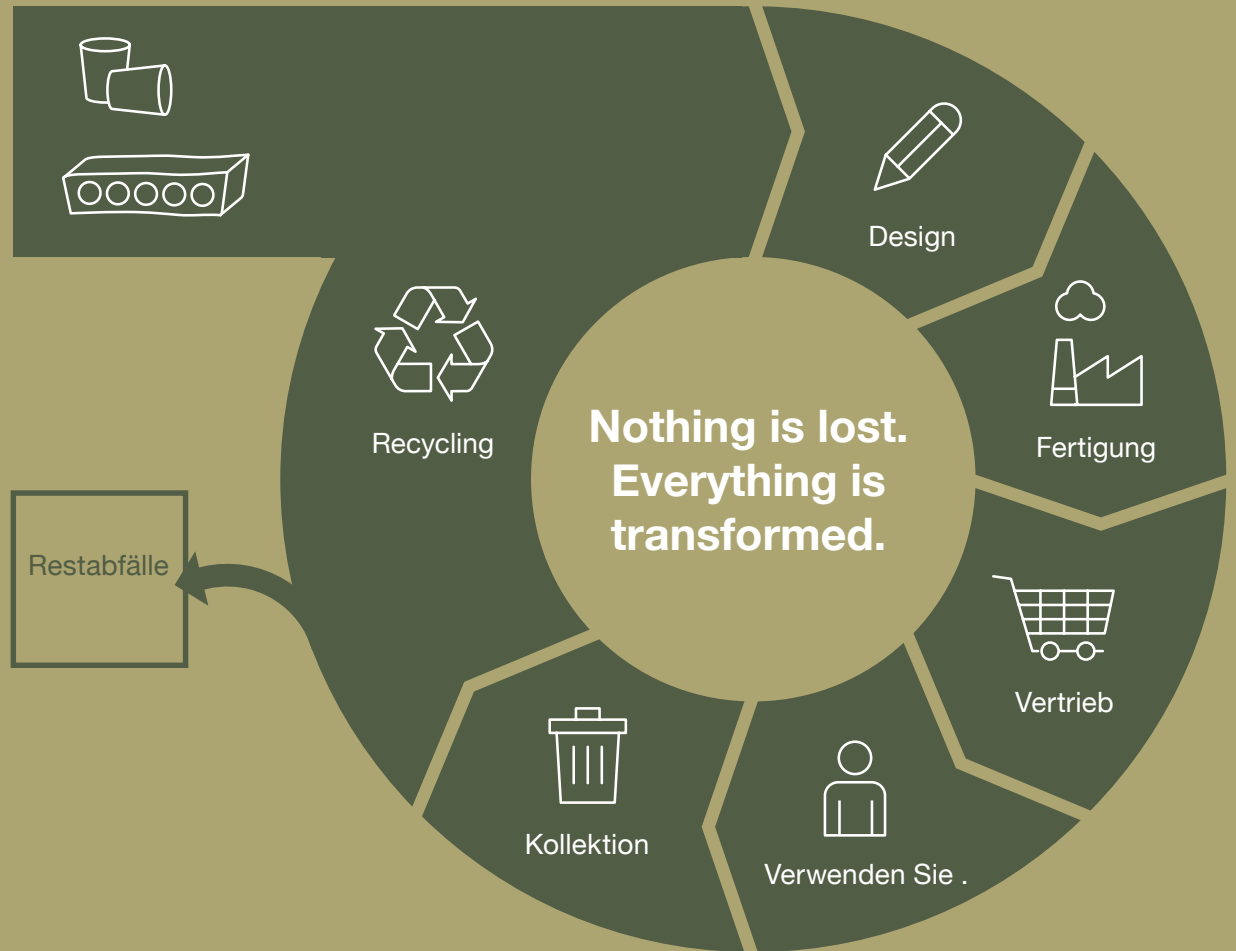 Design
Fertigung
Vertrieb
Verwenden Sie .
Kollektion
Recycling
Restabfälle
Nothing is lost.
Everything is
transformed.